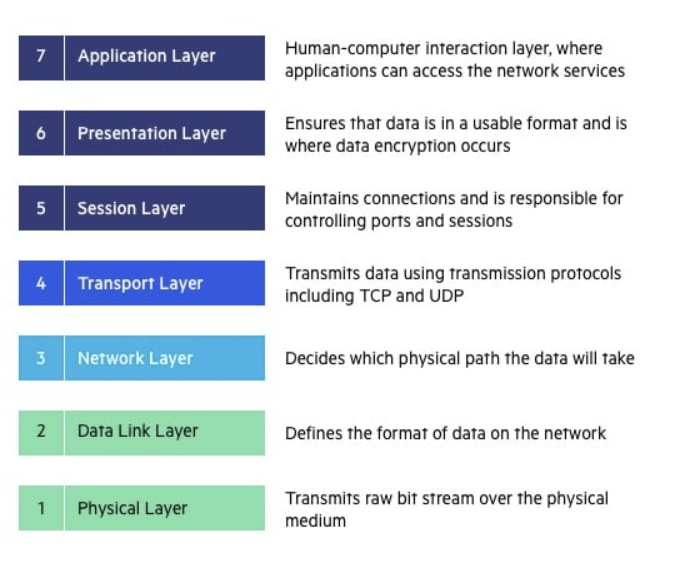 7 Application Layer
Human-computer interaction layer, where
applications can access the network services
6 Presentation Layer
Ensures that data is in a usable format and is
where data encryption occurs
5 Session Layer
Maintains connections and is responsible for
controlling ports and sessions
4 Transport Layer
Transmits data using transmission protocols
including TCP and UDP
3 Network Layer
Decides which physical path the data will take
2 Data Link Layer
Defines the format of data on the network
1 Physical Layer
Transmits raw bit stream over the physical
medium